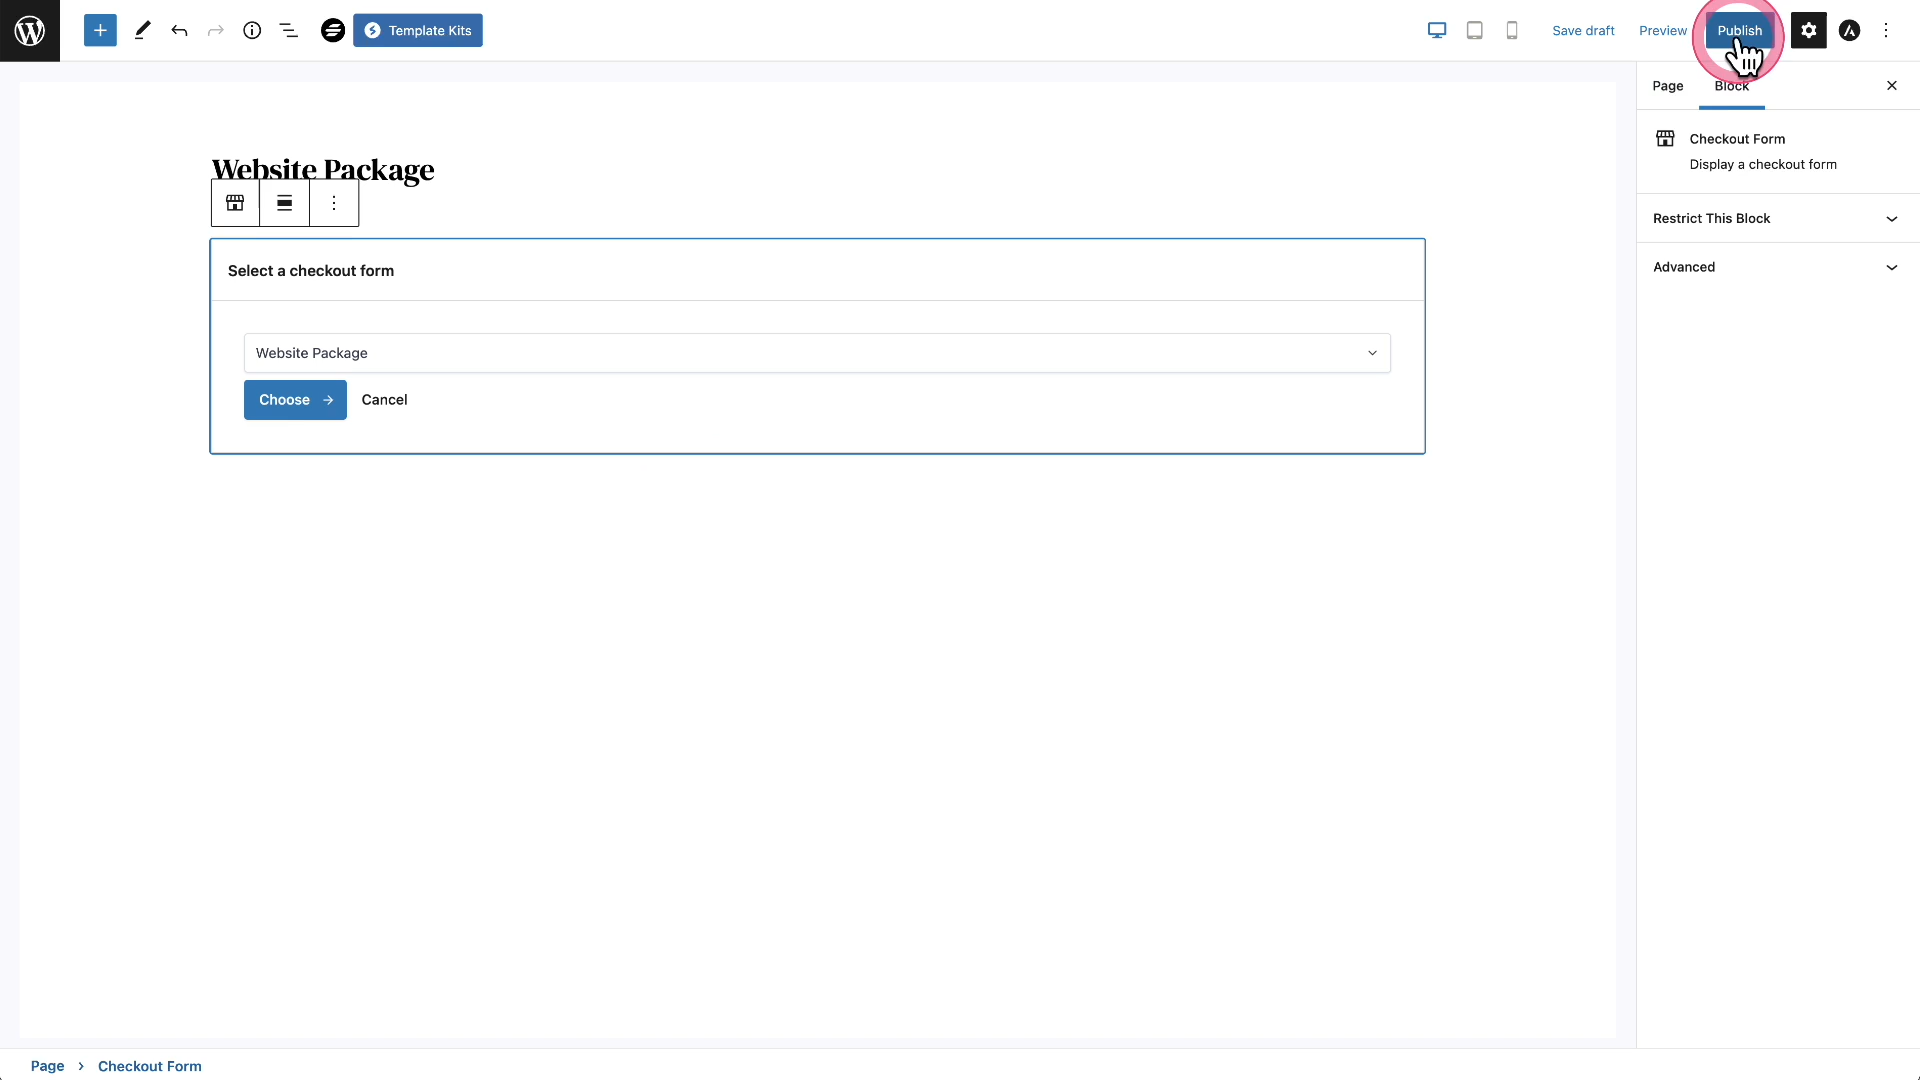 Template Kits
Save draft
Preview
Publish
Page
Block
Checkout Form
Display a checkout form
Restrict This Block
Advanced
Website Package
Select a checkout form
Website Package
Choose
Cancel
Page
Checkout Form